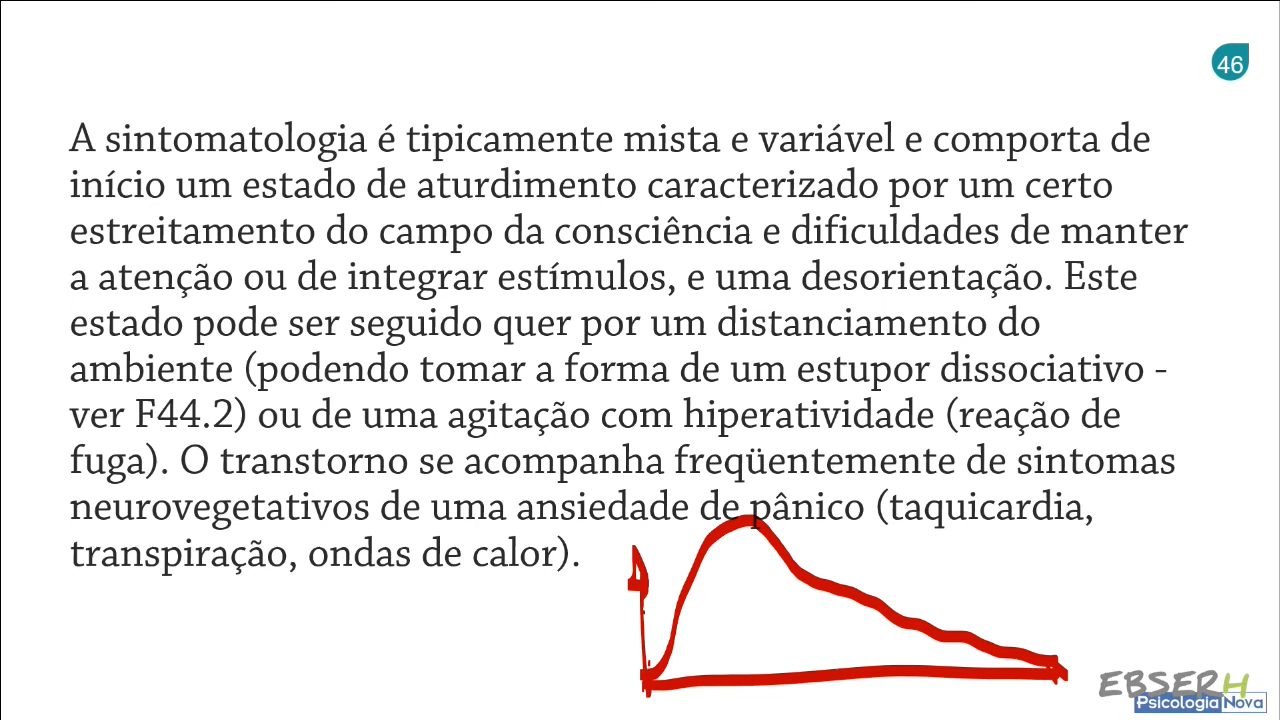 46
A sintomatologia é tipicamente mista e variável e comporta de
início um estado de aturdimento caracterizado por um certo
estreitamento do campo da consciência e dificuldades de manter
a atenção ou de integrar estímulos, e uma desorientação. Este
estado pode ser seguido quer por um distanciamento do
ambiente (podendo tomar a forma de um estupor dissociativo -
ver F44.2) ou de uma agitação com hiperatividade (reação de
fuga). O transtorno se acompanha freqüentemente de sintomas
neurovegetativos de uma ansiedade de pânico (taquicardia,
transpiração, ondas de calor).
EBSERH
Psicologia Nova